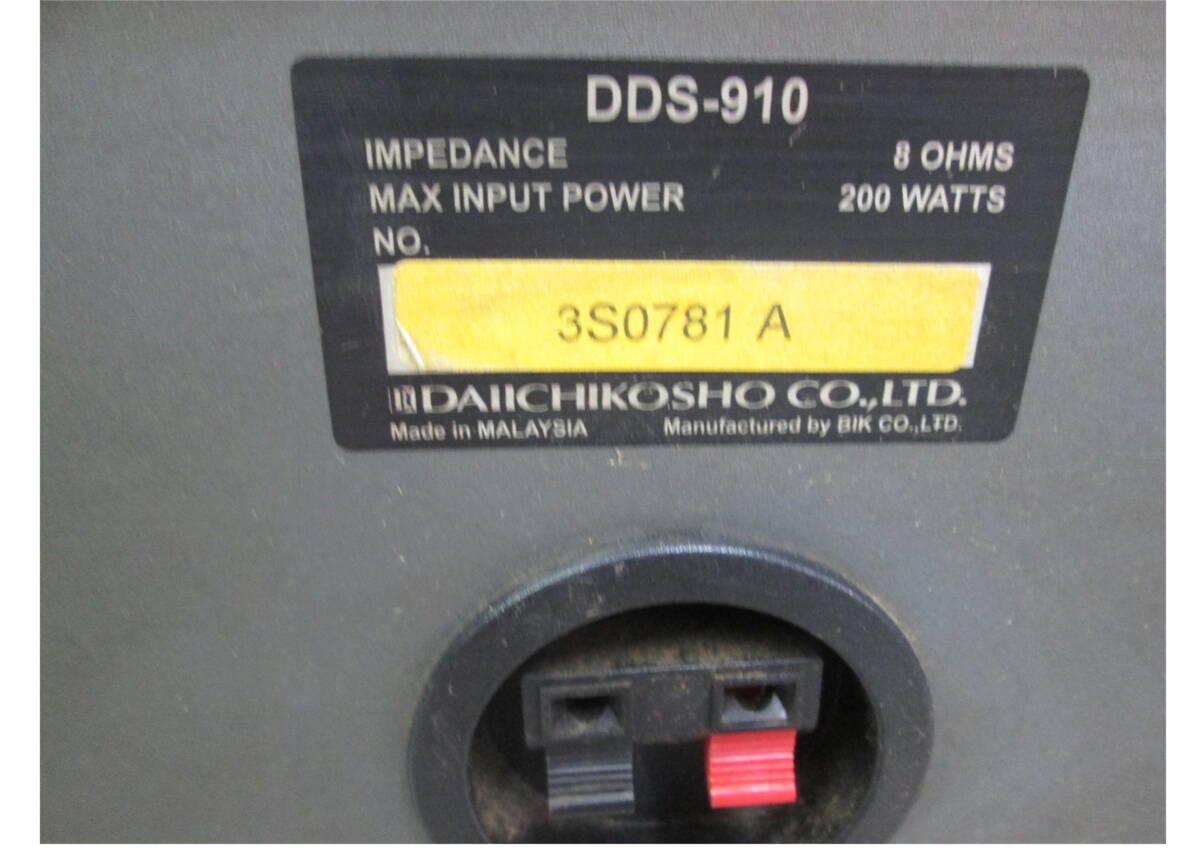 DDS-910
IMPEDANCE 8 OHMS
MAX INPUT POWER 200 WATTS
NO.
3S0781 A
DAIICHIKOSHO CO.,LTD.
Made in MALAYSIA Manufactured by BIK CO.,LTD.